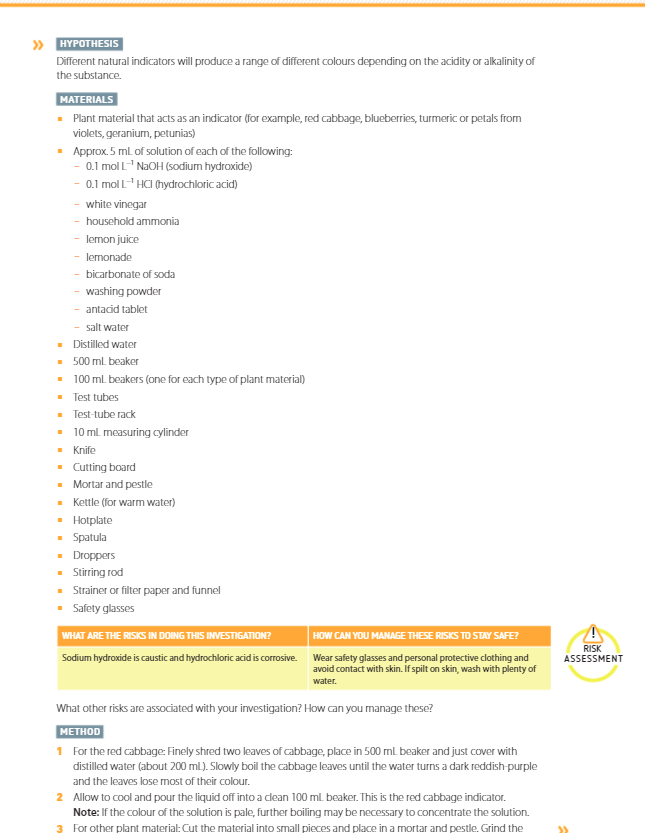 HYPOTHESIS
Different natural indicators will produce a range of different colours depending on the acidity or alkalinity of
the substance.
MATERIALS
Plant material that acts as an indicator (for example, red cabbage, blueberries, turmeric or petals from
violets, geranium, petunias)
Approx. 5 mL of solution of each of the following:
– 0.1 mol L⁻¹ NaOH (sodium hydroxide)
– 0.1 mol L⁻¹ HCl (hydrochloric acid)
– white vinegar
– household ammonia
– lemon juice
– lemonade
– bicarbonate of soda
– washing powder
– antacid tablet
– salt water
Distilled water
500 mL beaker
100 mL beakers (one for each type of plant material)
Test tubes
Test-tube rack
10 mL measuring cylinder
Knife
Cutting board
Mortar and pestle
Kettle (for warm water)
Hotplate
Spatula
Droppers
Stirring rod
Strainer or filter paper and funnel
Safety glasses
WHAT ARE THE RISKS IN DOING THIS INVESTIGATION?
HOW CAN YOU MANAGE THESE RISKS TO STAY SAFE?
Sodium hydroxide is caustic and hydrochloric acid is corrosive.
Wear safety glasses and personal protective clothing and
avoid contact with skin. If spilt on skin, wash with plenty of
water.
!
RISK
ASSESSMENT
What other risks are associated with your investigation? How can you manage these?
METHOD
1 For the red cabbage: Finely shred two leaves of cabbage, place in 500 mL beaker and just cover with
distilled water (about 200 mL). Slowly boil the cabbage leaves until the water turns a dark reddish-purple
and the leaves lose most of their colour.
2 Allow to cool and pour the liquid off into a clean 100 mL beaker. This is the red cabbage indicator.
Note: If the colour of the solution is pale, further boiling may be necessary to concentrate the solution.
3 For other plant material: Cut the material into small pieces and place in a mortar and pestle. Grind the